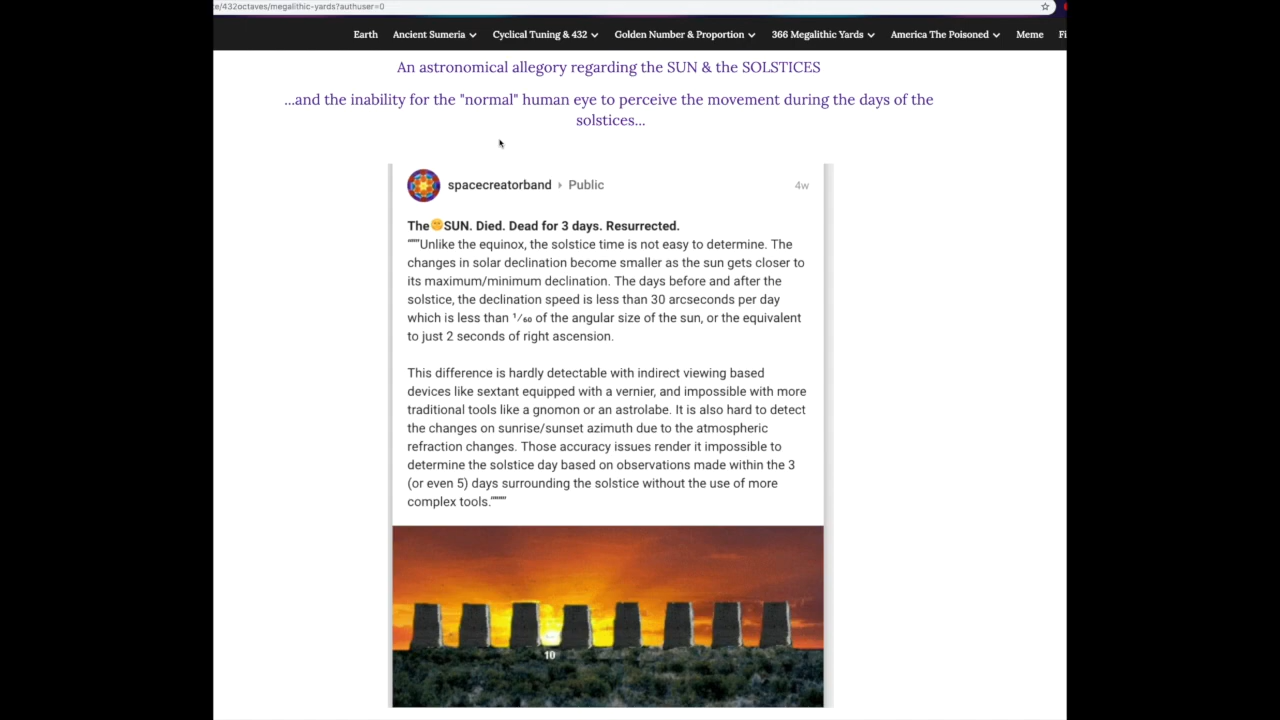 e/432octaves/megalithic-yards?authuser=0
Earth Ancient Sumeria Cyclical Tuning & 432 Golden Number & Proportion 366 Megalithic Yards America The Poisoned Meme Fi
An astronomical allegory regarding the SUN & the SOLSTICES
...and the inability for the "normal" human eye to perceive the movement during the days of the
solstices...
spacecreatorband Public 4w
The🌞SUN. Died. Dead for 3 days. Resurrected.
“””Unlike the equinox, the solstice time is not easy to determine. The
changes in solar declination become smaller as the sun gets closer to
its maximum/minimum declination. The days before and after the
solstice, the declination speed is less than 30 arcseconds per day
which is less than ¹⁄₆₀ of the angular size of the sun, or the equivalent
to just 2 seconds of right ascension.
This difference is hardly detectable with indirect viewing based
devices like sextant equipped with a vernier, and impossible with more
traditional tools like a gnomon or an astrolabe. It is also hard to detect
the changes on sunrise/sunset azimuth due to the atmospheric
refraction changes. Those accuracy issues render it impossible to
determine the solstice day based on observations made within the 3
(or even 5) days surrounding the solstice without the use of more
complex tools.””””
10